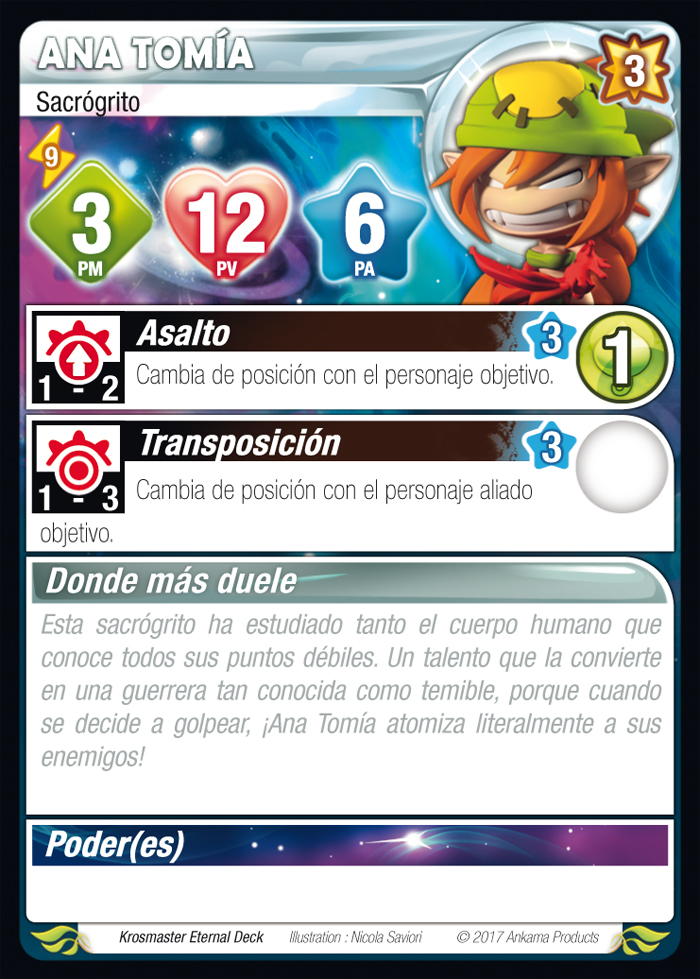 ANA TOMÍA
3
Sacrógrito
9
3
PM
12
PV
6
PA
Asalto
3
1
1 - 2
Cambia de posición con el personaje objetivo.
Transposición
3
1 - 3
Cambia de posición con el personaje aliado
objetivo.
Donde más duele
Esta sacrógrito ha estudiado tanto el cuerpo humano que
conoce todos sus puntos débiles. Un talento que la convierte
en una guerrera tan conocida como temible, porque cuando
se decide a golpear, ¡Ana Tomía atomiza literalmente a sus
enemigos!
Poder(es)
Krosmaster Eternal Deck Illustration : Nicola Saviori © 2017 Ankama Products